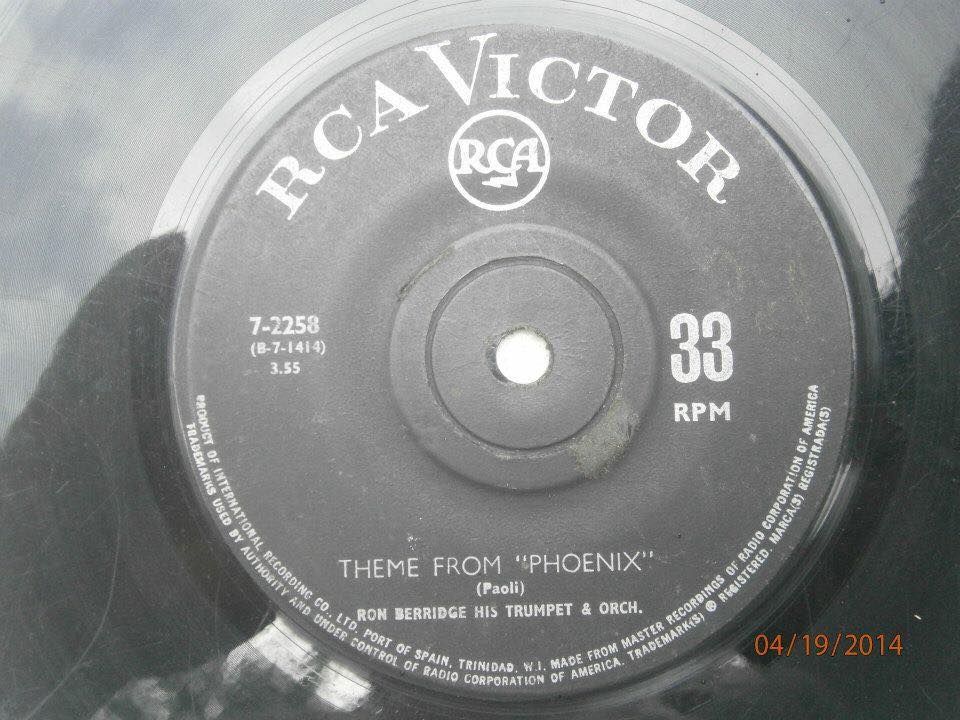 RCA VICTOR
RCA
7-2258
(B-7-1414)
3.55
33
RPM
THEME FROM "PHOENIX"
(Paoli)
RON BERRIDGE HIS TRUMPET & ORCH.
PRODUCT OF INTERNATIONAL RECORDING CO., LTD. PORT OF SPAIN, TRINIDAD, W.I. MADE FROM MASTER RECORDINGS OF RADIO CORPORATION OF AMERICA
TRADEMARKS USED BY AUTHORITY AND UNDER CONTROL OF RADIO CORPORATION OF AMERICA. TRADEMARK(S) ® REGISTERED. MARCA(S) REGISTRADA(S)
04/19/2014